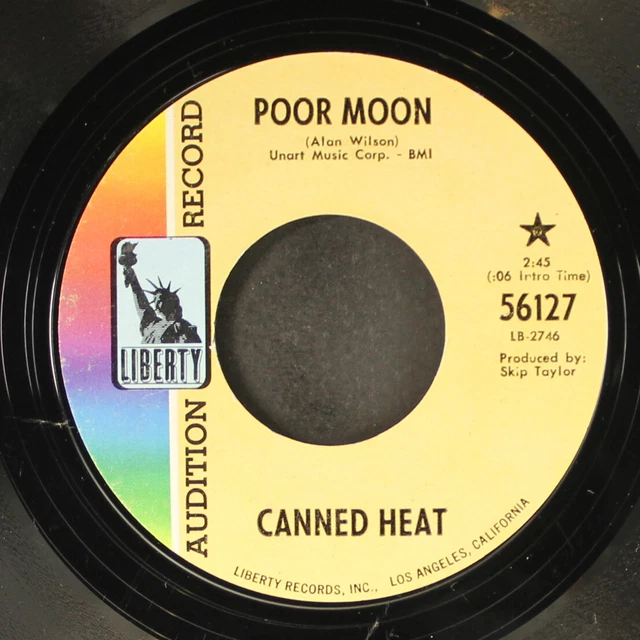 POOR MOON
(Alan Wilson)
Unart Music Corp. - BMI
AUDITION RECORD
LIBERTY
2:45
(:06 Intro Time)
56127
LB-2746
Produced by:
Skip Taylor
CANNED HEAT
LIBERTY RECORDS, INC., LOS ANGELES, CALIFORNIA